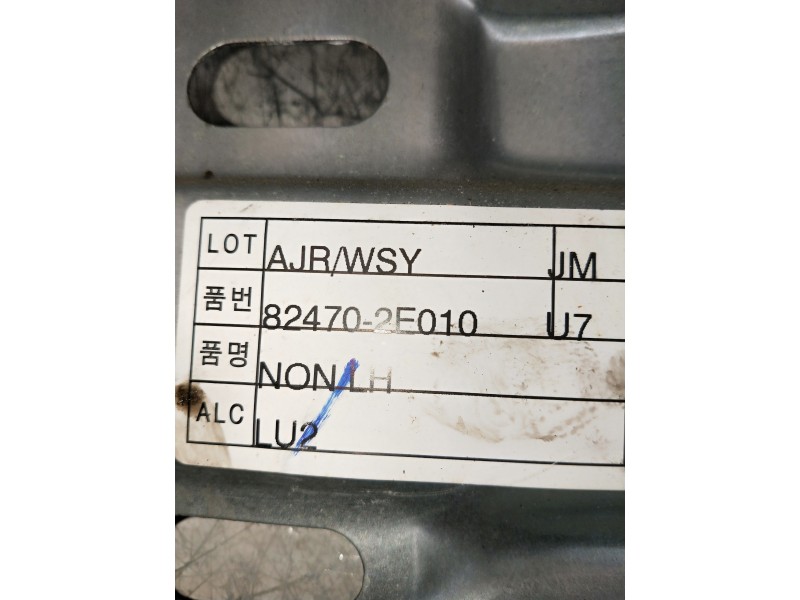 LOT AJR/WSY JM
품번 82470-2E010 U7
품명 NON LH
ALC LU2